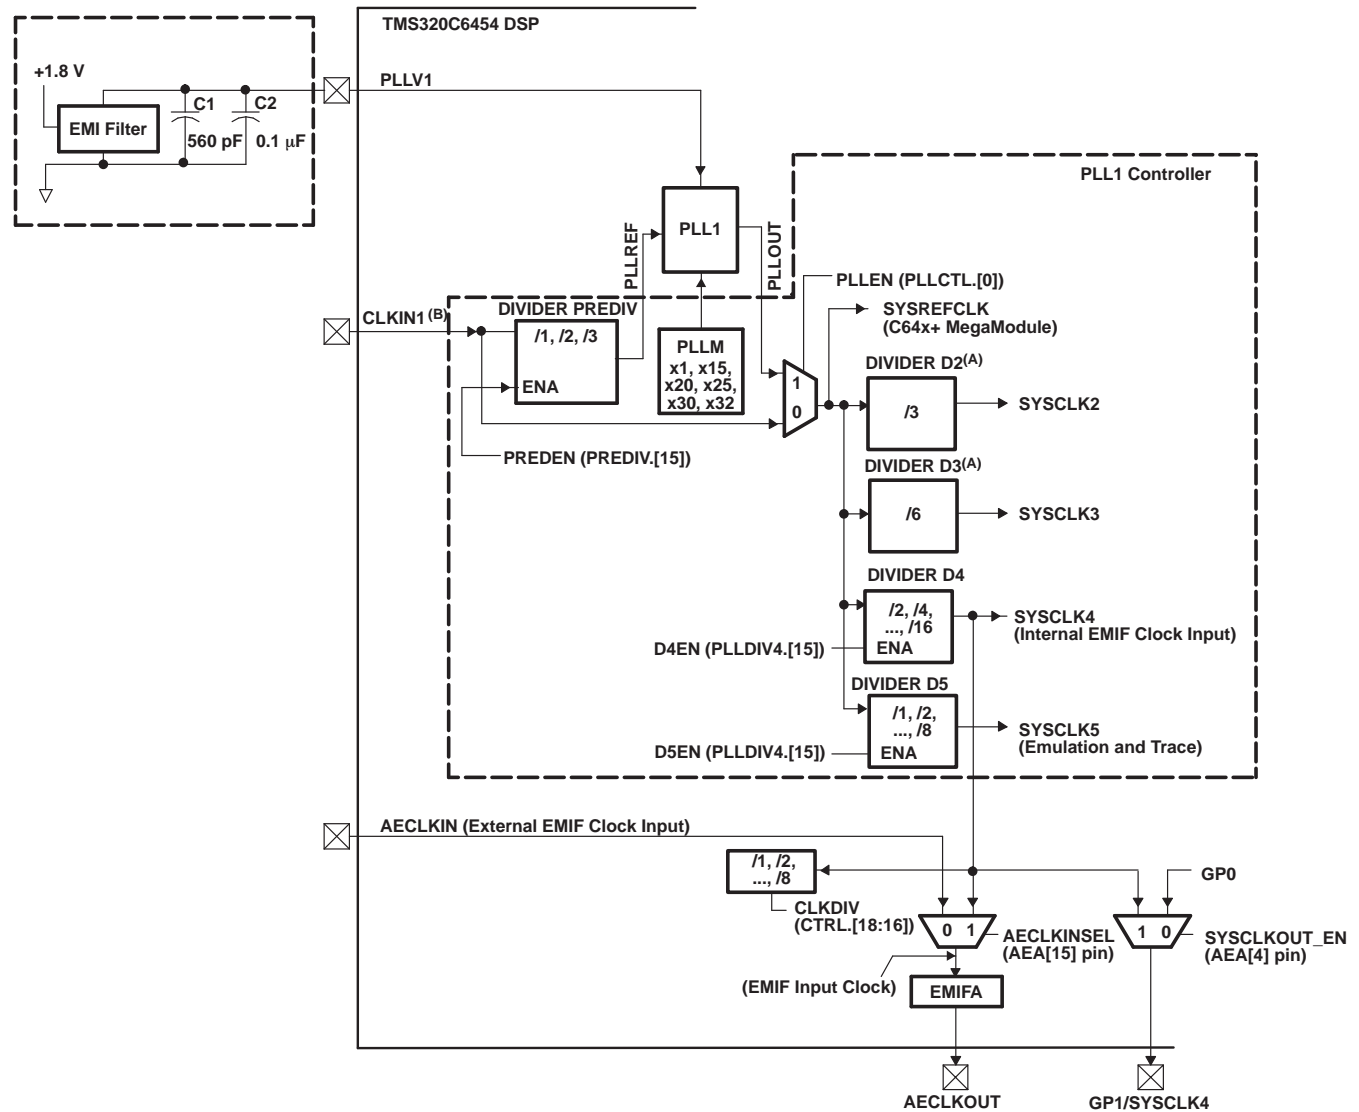 TMS320C6454 DSP
+1.8 V
EMI Filter
C1
C2
560 pF
0.1 μF
PLLV1
PLL1 Controller
PLLREF
PLL1
PLLOUT
PLLEN (PLLCTL.[0])
SYSREFCLK
(C64x+ MegaModule)
CLKIN1(B)
DIVIDER PREDIV
/1, /2, /3
ENA
PLLM
x1, x15,
x20, x25,
x30, x32
1
0
PREDEN (PREDIV.[15])
DIVIDER D2(A)
/3
SYSCLK2
DIVIDER D3(A)
/6
SYSCLK3
DIVIDER D4
/2, /4,
..., /16
ENA
SYSCLK4
(Internal EMIF Clock Input)
D4EN (PLLDIV4.[15])
DIVIDER D5
/1, /2,
..., /8
ENA
SYSCLK5
(Emulation and Trace)
D5EN (PLLDIV4.[15])
AECLKIN (External EMIF Clock Input)
/1, /2,
..., /8
CLKDIV
(CTRL.[18:16])
0 1
AECLKINSEL
(AEA[15] pin)
GP0
1 0
SYSCLKOUT_EN
(AEA[4] pin)
(EMIF Input Clock)
EMIFA
AECLKOUT
GP1/SYSCLK4